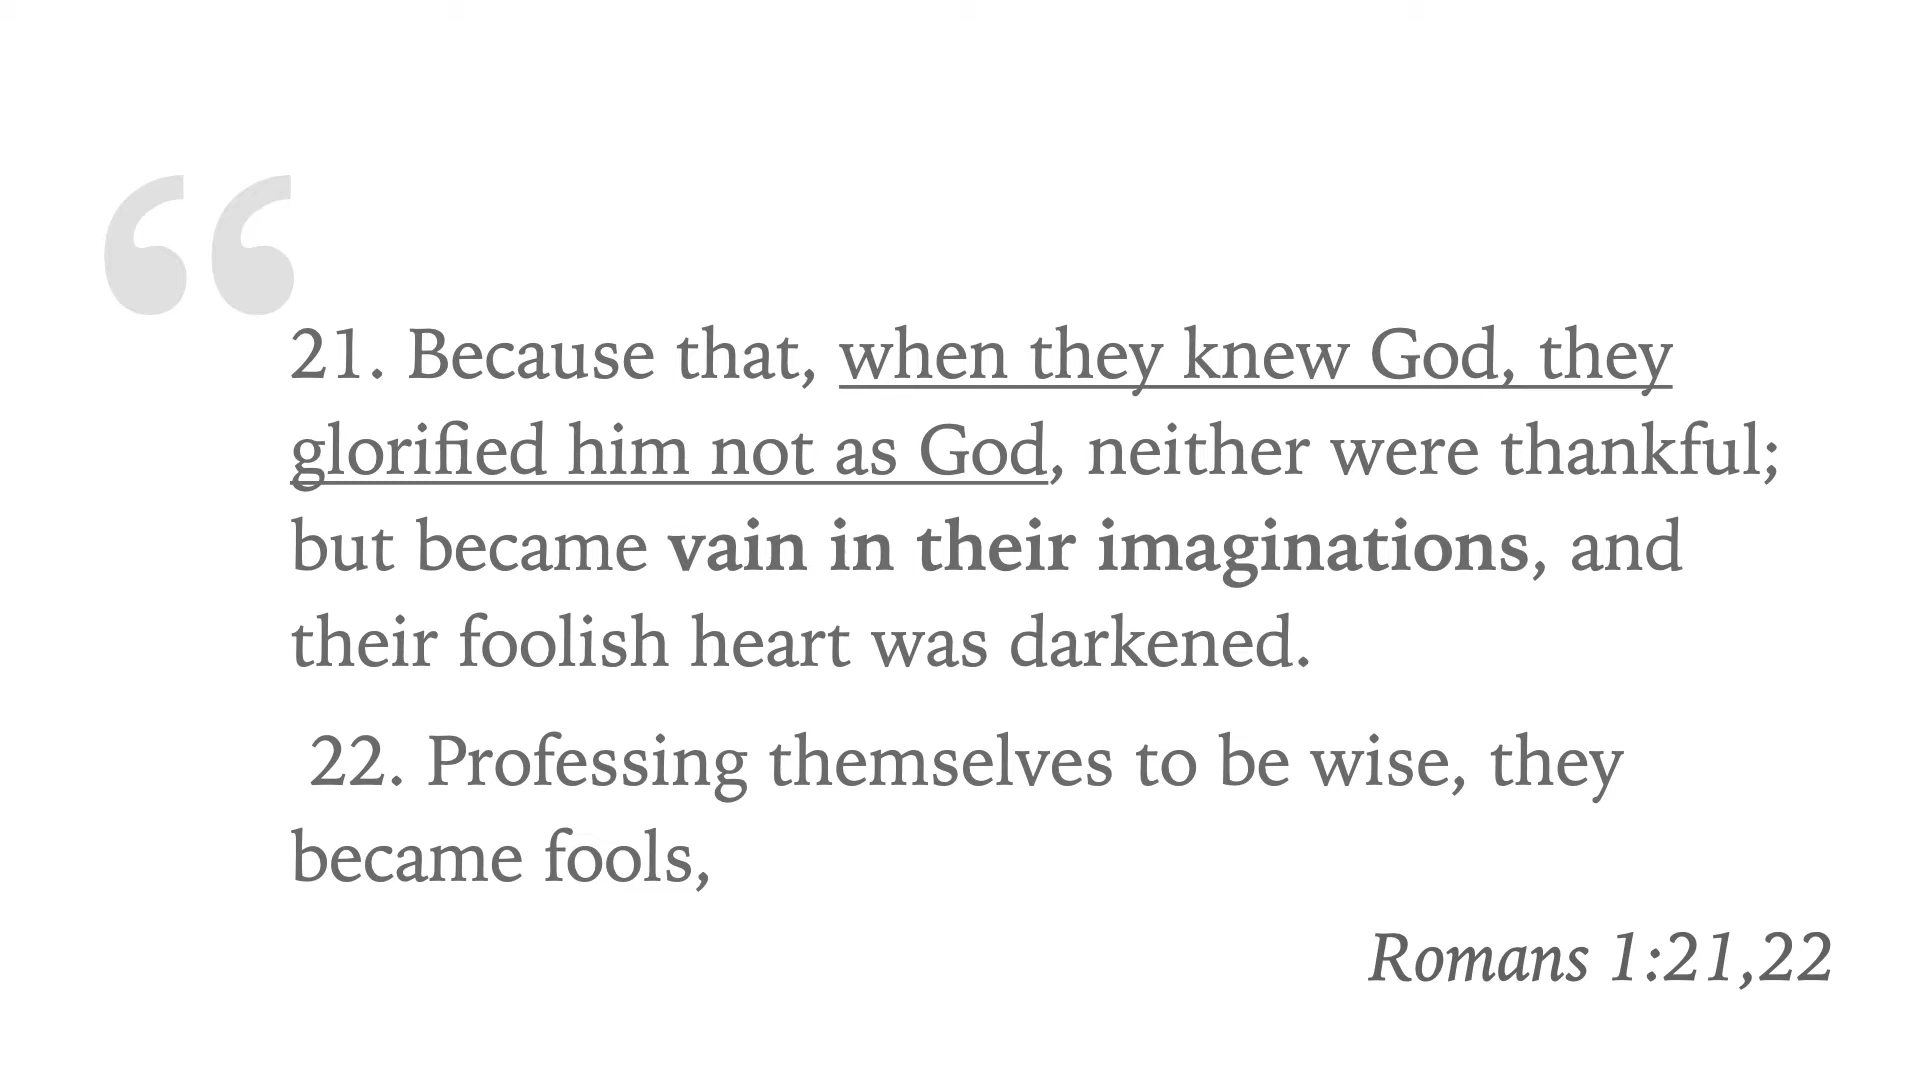 “
21. Because that, when they knew God, they
glorified him not as God, neither were thankful;
but became vain in their imaginations, and
their foolish heart was darkened.
22. Professing themselves to be wise, they
became fools,
Romans 1:21,22